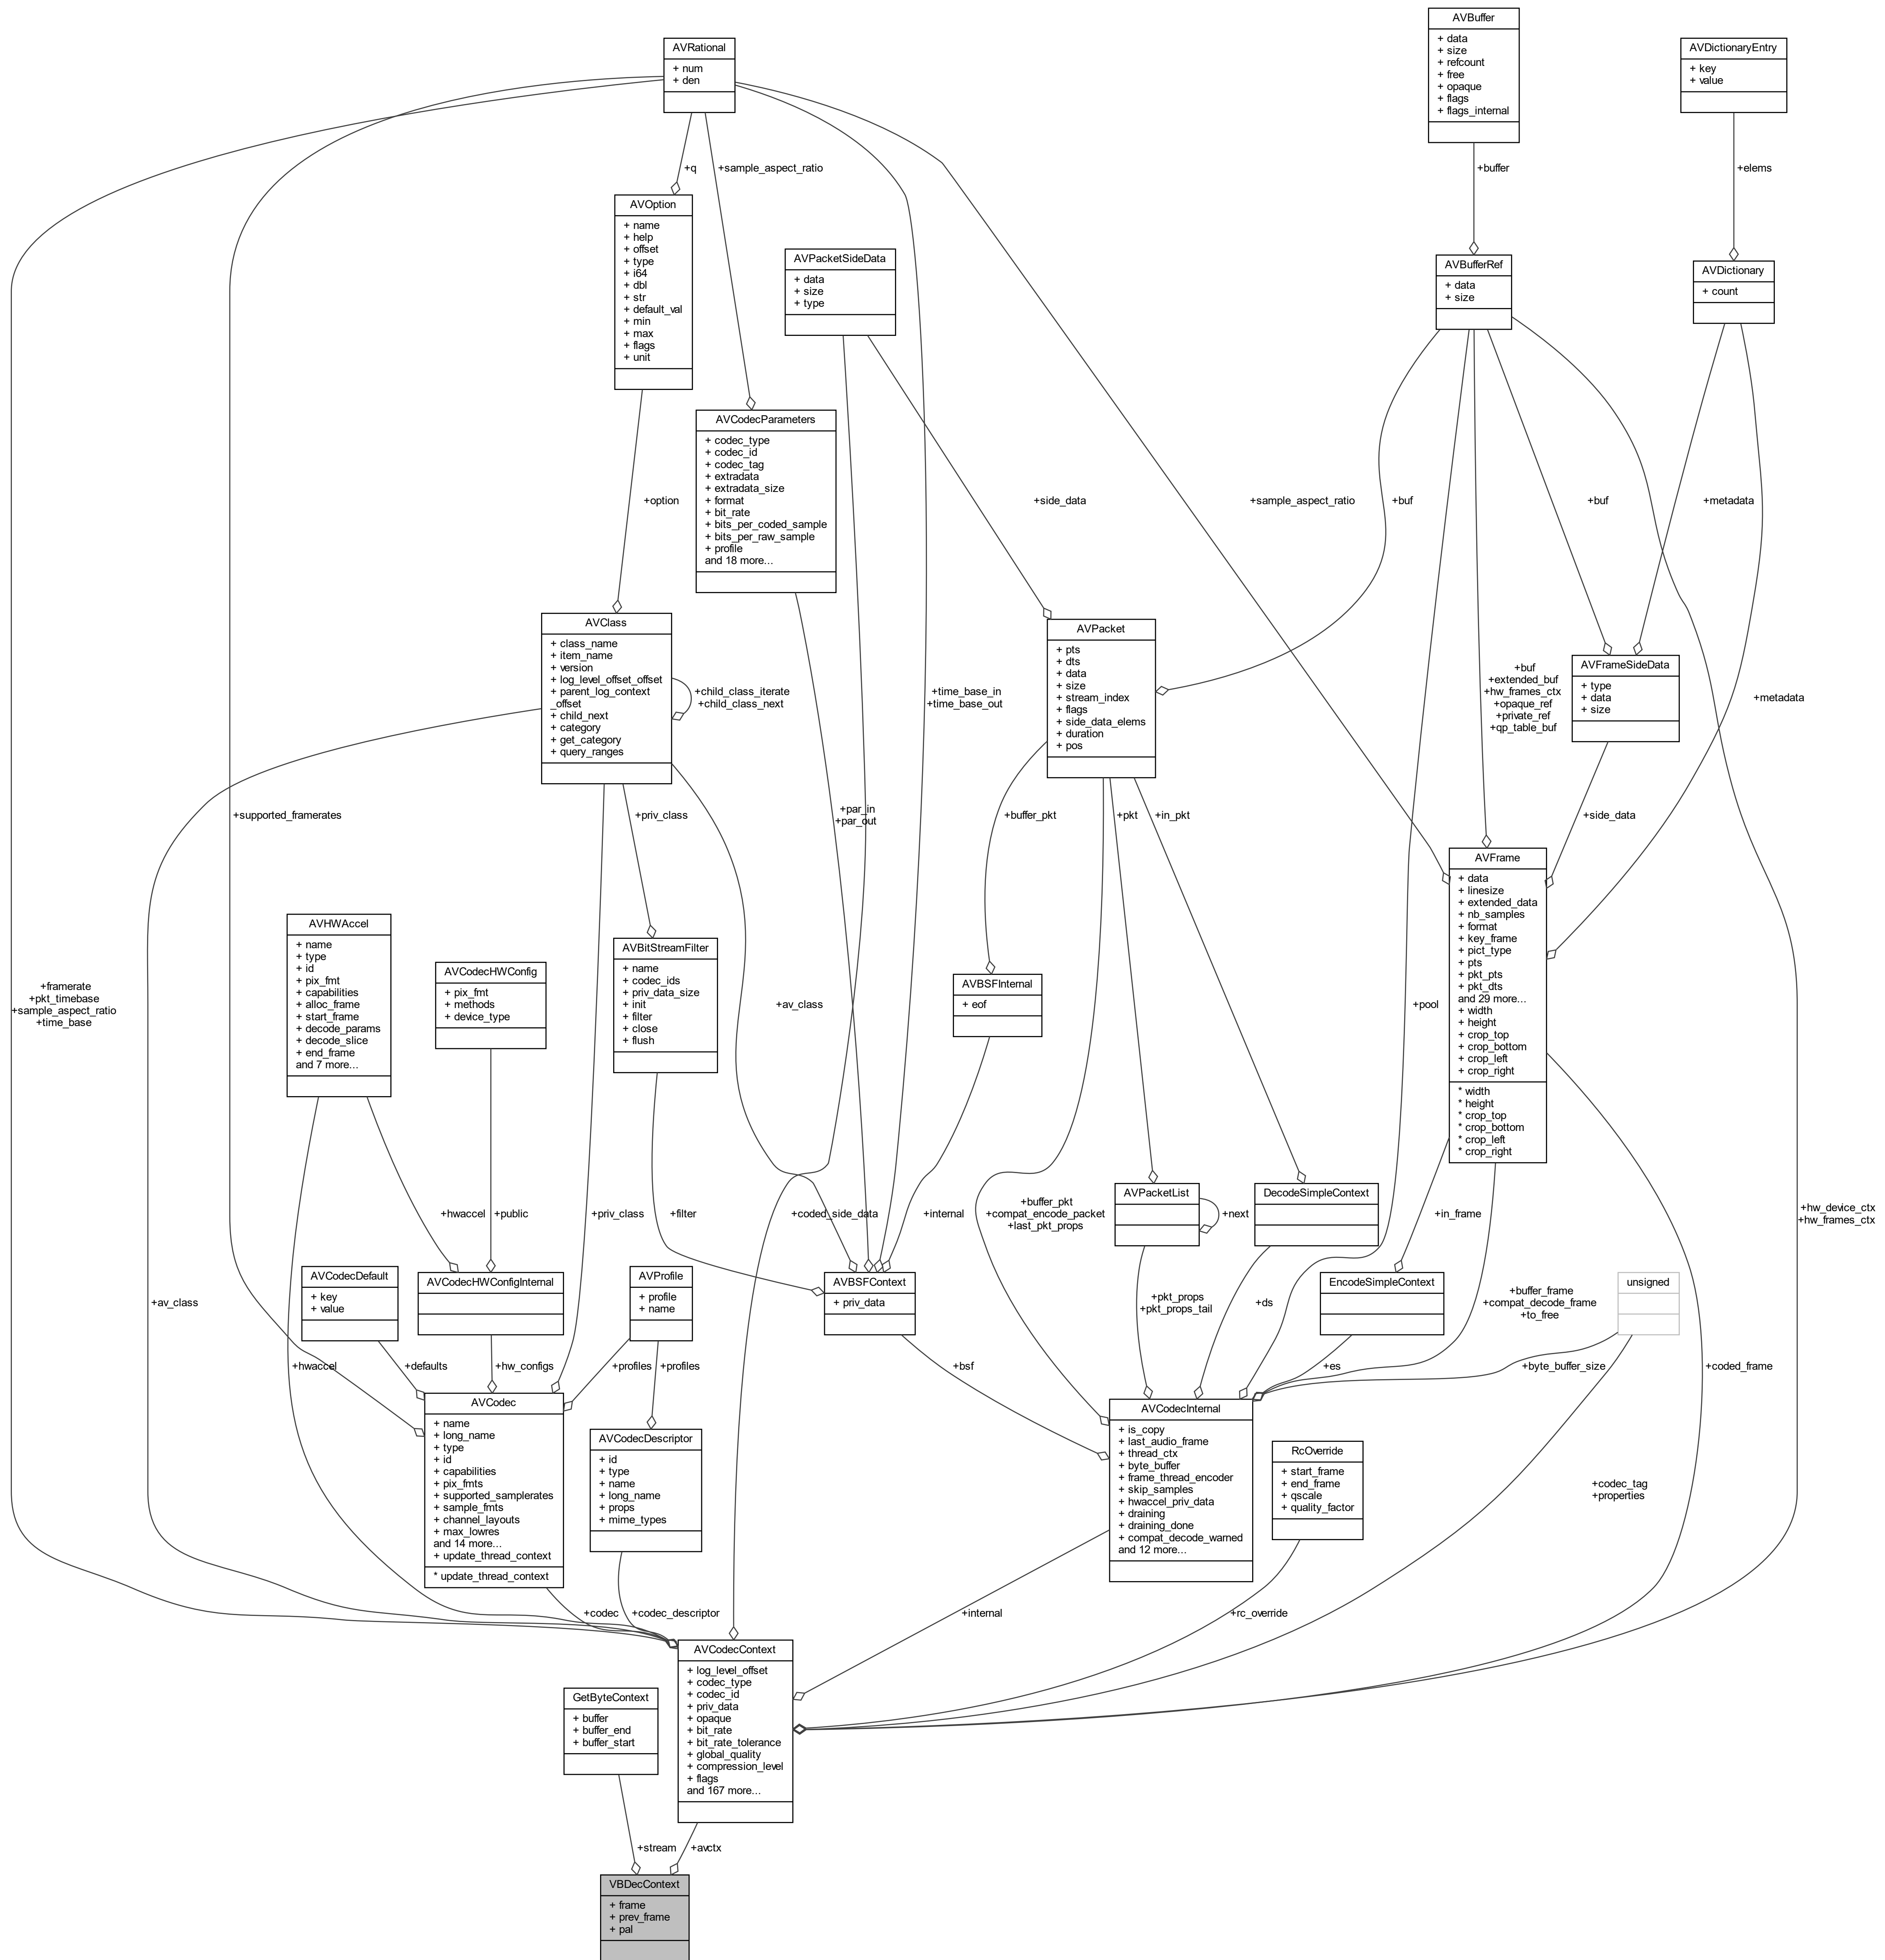 AVBuffer
+ data
+ size
+ refcount
+ free
+ opaque
+ flags
+ flags_internal
AVRational
+ num
+ den
AVDictionaryEntry
+ key
+ value
+q
+sample_aspect_ratio
+buffer
+elems
AVOption
+ name
+ help
+ offset
+ type
+ i64
+ dbl
+ str
+ default_val
+ min
+ max
+ flags
+ unit
AVPacketSideData
+ data
+ size
+ type
AVBufferRef
+ data
+ size
AVDictionary
+ count
AVCodecParameters
+ codec_type
+ codec_id
+ codec_tag
+ extradata
+ extradata_size
+ format
+ bit_rate
+ bits_per_coded_sample
+ bits_per_raw_sample
+ profile
and 18 more...
+option
+side_data
+sample_aspect_ratio
+buf
+buf
+metadata
AVClass
+ class_name
+ item_name
+ version
+ log_level_offset_offset
+ parent_log_context
_offset
+ child_next
+ category
+ get_category
+ query_ranges
+child_class_iterate
+child_class_next
+time_base_in
+time_base_out
AVPacket
+ pts
+ dts
+ data
+ size
+ stream_index
+ flags
+ side_data_elems
+ duration
+ pos
+buf
+extended_buf
+hw_frames_ctx
+opaque_ref
+private_ref
+qp_table_buf
AVFrameSideData
+ type
+ data
+ size
+metadata
+supported_framerates
+priv_class
+par_in
+par_out
+buffer_pkt
+pkt
+in_pkt
+side_data
AVFrame
+ data
+ linesize
+ extended_data
+ nb_samples
+ format
+ key_frame
+ pict_type
+ pts
+ pkt_pts
+ pkt_dts
and 29 more...
+ width
+ height
+ crop_top
+ crop_bottom
+ crop_left
+ crop_right
* width
* height
* crop_top
* crop_bottom
* crop_left
* crop_right
AVHWAccel
+ name
+ type
+ id
+ pix_fmt
+ capabilities
+ alloc_frame
+ start_frame
+ decode_params
+ decode_slice
+ end_frame
and 7 more...
AVCodecHWConfig
+ pix_fmt
+ methods
+ device_type
AVBitStreamFilter
+ name
+ codec_ids
+ priv_data_size
+ init
+ filter
+ close
+ flush
+av_class
AVBSFInternal
+ eof
+pool
+framerate
+pkt_timebase
+sample_aspect_ratio
+time_base
+hwaccel
+public
+priv_class
+filter
+coded_side_data
+internal
+buffer_pkt
+compat_encode_packet
+last_pkt_props
AVPacketList
+next
DecodeSimpleContext
+in_frame
+hw_device_ctx
+hw_frames_ctx
AVCodecDefault
+ key
+ value
AVCodecHWConfigInternal
AVProfile
+ profile
+ name
AVBSFContext
+ priv_data
+pkt_props
+pkt_props_tail
+ds
EncodeSimpleContext
+buffer_frame
+compat_decode_frame
+to_free
unsigned
+av_class
+hwaccel
+defaults
+hw_configs
+profiles
+profiles
+bsf
+es
+byte_buffer_size
+coded_frame
AVCodec
+ name
+ long_name
+ type
+ id
+ capabilities
+ pix_fmts
+ supported_samplerates
+ sample_fmts
+ channel_layouts
+ max_lowres
and 14 more...
+ update_thread_context
* update_thread_context
AVCodecDescriptor
+ id
+ type
+ name
+ long_name
+ props
+ mime_types
AVCodecInternal
+ is_copy
+ last_audio_frame
+ thread_ctx
+ byte_buffer
+ frame_thread_encoder
+ skip_samples
+ hwaccel_priv_data
+ draining
+ draining_done
+ compat_decode_warned
and 12 more...
RcOverride
+ start_frame
+ end_frame
+ qscale
+ quality_factor
+codec_tag
+properties
+codec
+codec_descriptor
+internal
+rc_override
AVCodecContext
+ log_level_offset
+ codec_type
+ codec_id
+ priv_data
+ opaque
+ bit_rate
+ bit_rate_tolerance
+ global_quality
+ compression_level
+ flags
and 167 more...
GetByteContext
+ buffer
+ buffer_end
+ buffer_start
+stream
+avctx
VBDecContext
+ frame
+ prev_frame
+ pal